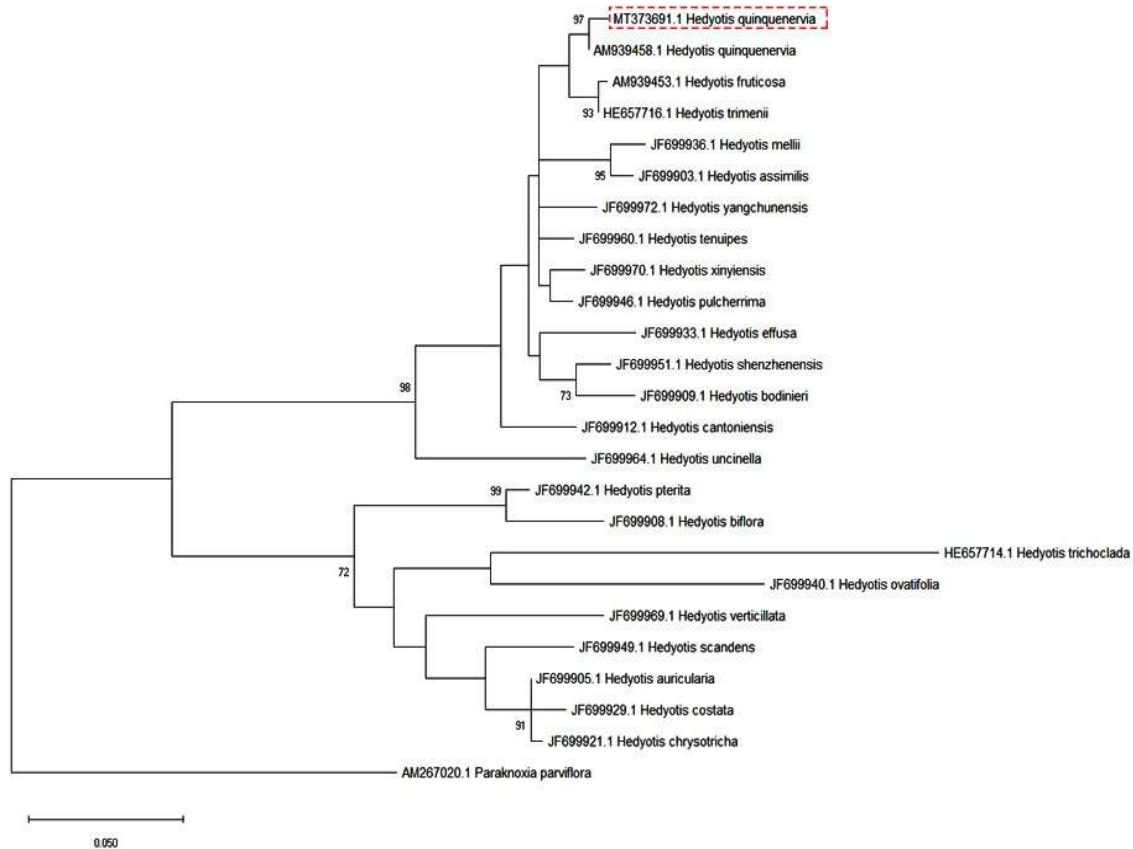 97
MT373691.1 Hedyotis quinquenervia
AM939458.1 Hedyotis quinquenervia
AM939453.1 Hedyotis fruticosa
93
HE657716.1 Hedyotis trimenii
JF699936.1 Hedyotis mellii
95
JF699903.1 Hedyotis assimilis
JF699972.1 Hedyotis yangchunensis
JF699960.1 Hedyotis tenuipes
JF699970.1 Hedyotis xinyiensis
JF699946.1 Hedyotis pulcherrima
JF699933.1 Hedyotis effusa
JF699951.1 Hedyotis shenzhenensis
98
73
JF699909.1 Hedyotis bodinieri
JF699912.1 Hedyotis cantoniensis
JF699964.1 Hedyotis uncinella
99
JF699942.1 Hedyotis pterita
JF699908.1 Hedyotis biflora
HE657714.1 Hedyotis trichoclada
72
JF699940.1 Hedyotis ovatifolia
JF699969.1 Hedyotis verticillata
JF699949.1 Hedyotis scandens
JF699905.1 Hedyotis auricularia
JF699929.1 Hedyotis costata
91
JF699921.1 Hedyotis chrysotricha
AM267020.1 Paraknoxia parviflora
0.050